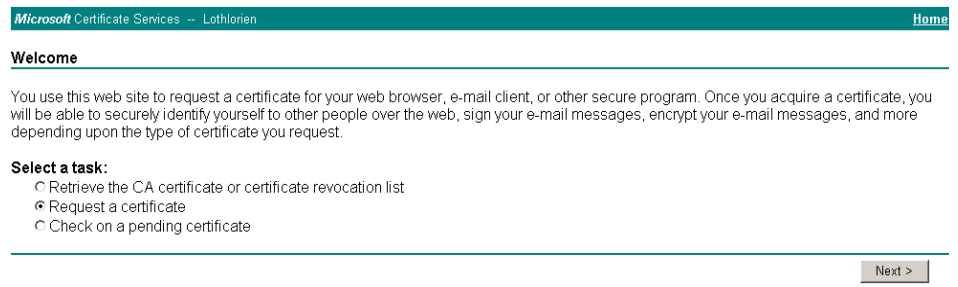 Microsoft Certificate Services -- Lothlorien Home
Welcome
You use this web site to request a certificate for your web browser, e-mail client, or other secure program. Once you acquire a certificate, you
will be able to securely identify yourself to other people over the web, sign your e-mail messages, encrypt your e-mail messages, and more
depending upon the type of certificate you request.
Select a task:
Retrieve the CA certificate or certificate revocation list
Request a certificate
Check on a pending certificate
Next >